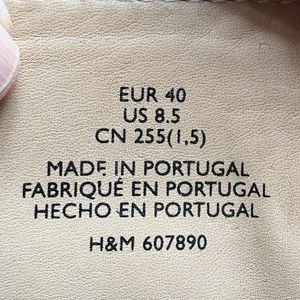 EUR 40
US 8.5
CN 255(1,5)
MADE IN PORTUGAL
FABRIQUÉ EN PORTUGAL
HECHO EN PORTUGAL
H&M 607890